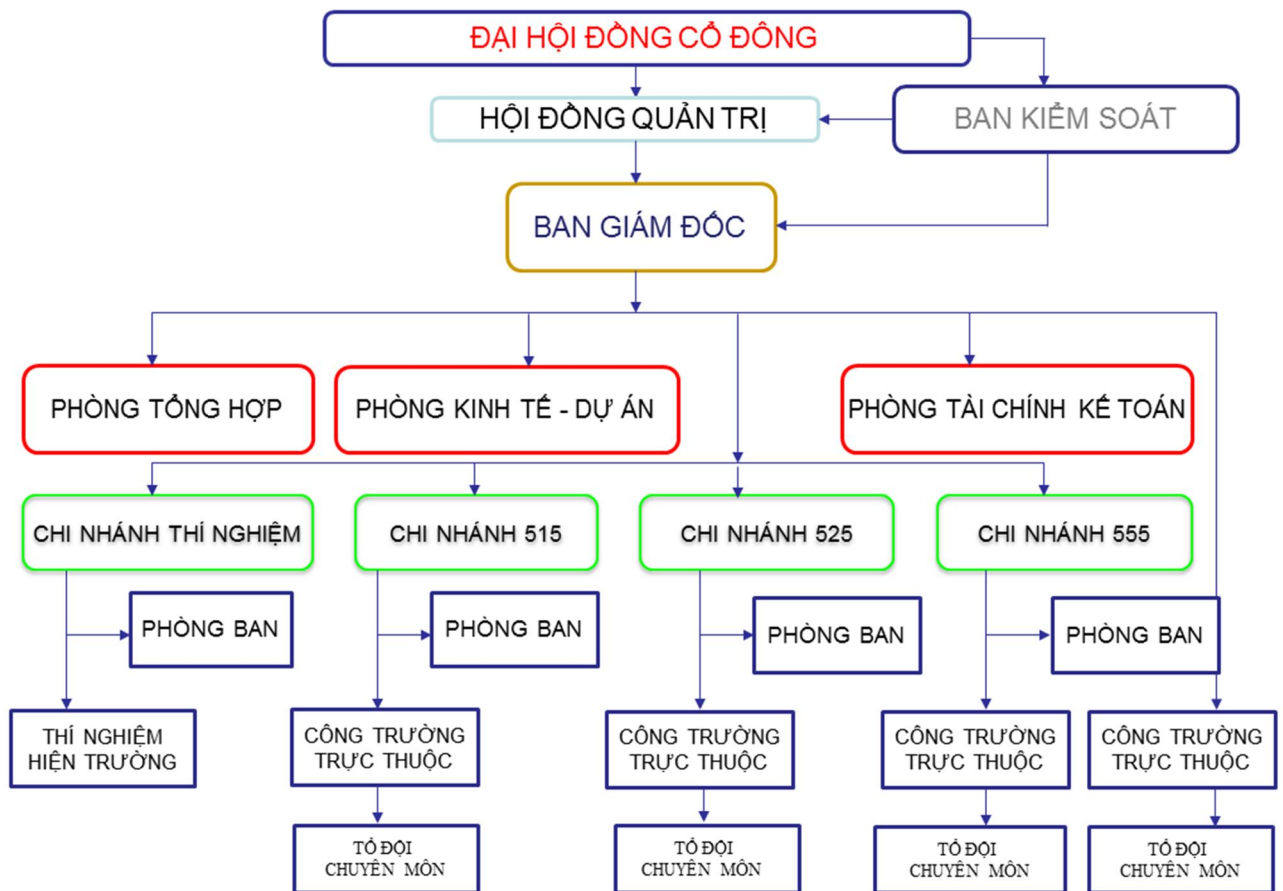 ĐẠI HỘI ĐỒNG CỔ ĐÔNG
HỘI ĐỒNG QUẢN TRỊ
BAN KIỂM SOÁT
BAN GIÁM ĐỐC
PHÒNG TỔNG HỢP
PHÒNG KINH TẾ - DỰ ÁN
PHÒNG TÀI CHÍNH KẾ TOÁN
CHI NHÁNH THÍ NGHIỆM
CHI NHÁNH 515
CHI NHÁNH 525
CHI NHÁNH 555
PHÒNG BAN
PHÒNG BAN
PHÒNG BAN
PHÒNG BAN
THÍ NGHIỆM
HIỆN TRƯỜNG
CÔNG TRƯỜNG
TRỰC THUỘC
CÔNG TRƯỜNG
TRỰC THUỘC
CÔNG TRƯỜNG
TRỰC THUỘC
CÔNG TRƯỜNG
TRỰC THUỘC
TỔ ĐỘI
CHUYÊN MÔN
TỔ ĐỘI
CHUYÊN MÔN
TỔ ĐỘI
CHUYÊN MÔN
TỔ ĐỘI
CHUYÊN MÔN